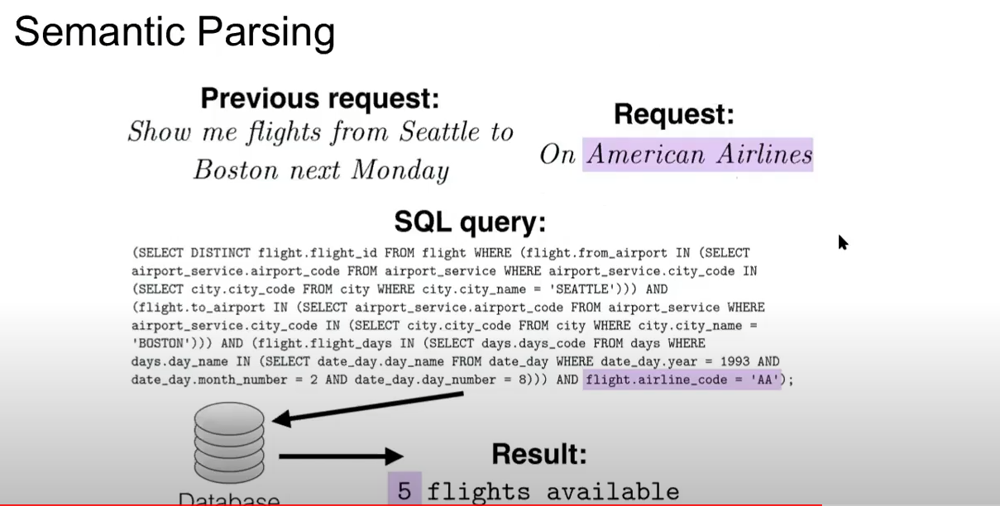 Semantic Parsing
Previous request:
Show me flights from Seattle to
Boston next Monday
Request:
On American Airlines
SQL query:
(SELECT DISTINCT flight.flight_id FROM flight WHERE (flight.from_airport IN (SELECT
airport_service.airport_code FROM airport_service WHERE airport_service.city_code IN
(SELECT city.city_code FROM city WHERE city.city_name = 'SEATTLE'))) AND
(flight.to_airport IN (SELECT airport_service.airport_code FROM airport_service WHERE
airport_service.city_code IN (SELECT city.city_code FROM city WHERE city.city_name =
'BOSTON'))) AND (flight.flight_days IN (SELECT days.days_code FROM days WHERE
days.day_name IN (SELECT date_day.day_name FROM date_day WHERE date_day.year = 1993 AND
date_day.month_number = 2 AND date_day.day_number = 8))) AND flight.airline_code = 'AA');
Database
Result:
5 flights available